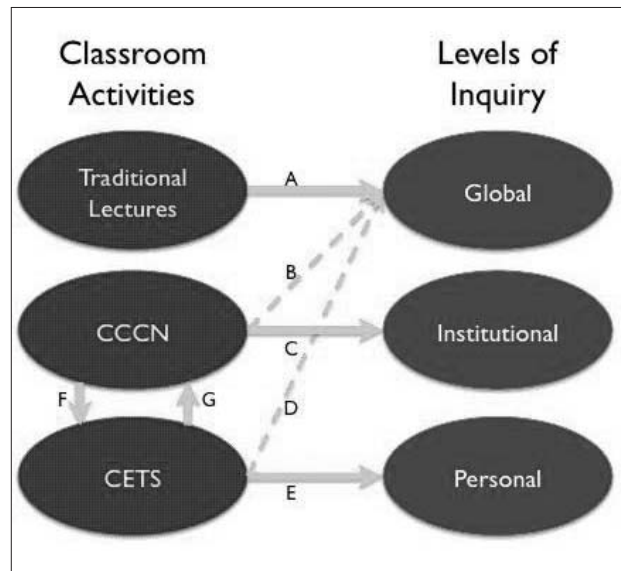 Classroom
Activities
Levels of
Inquiry
Traditional
Lectures
A
Global
B
CCCN
C
Institutional
F
G
D
CETS
E
Personal